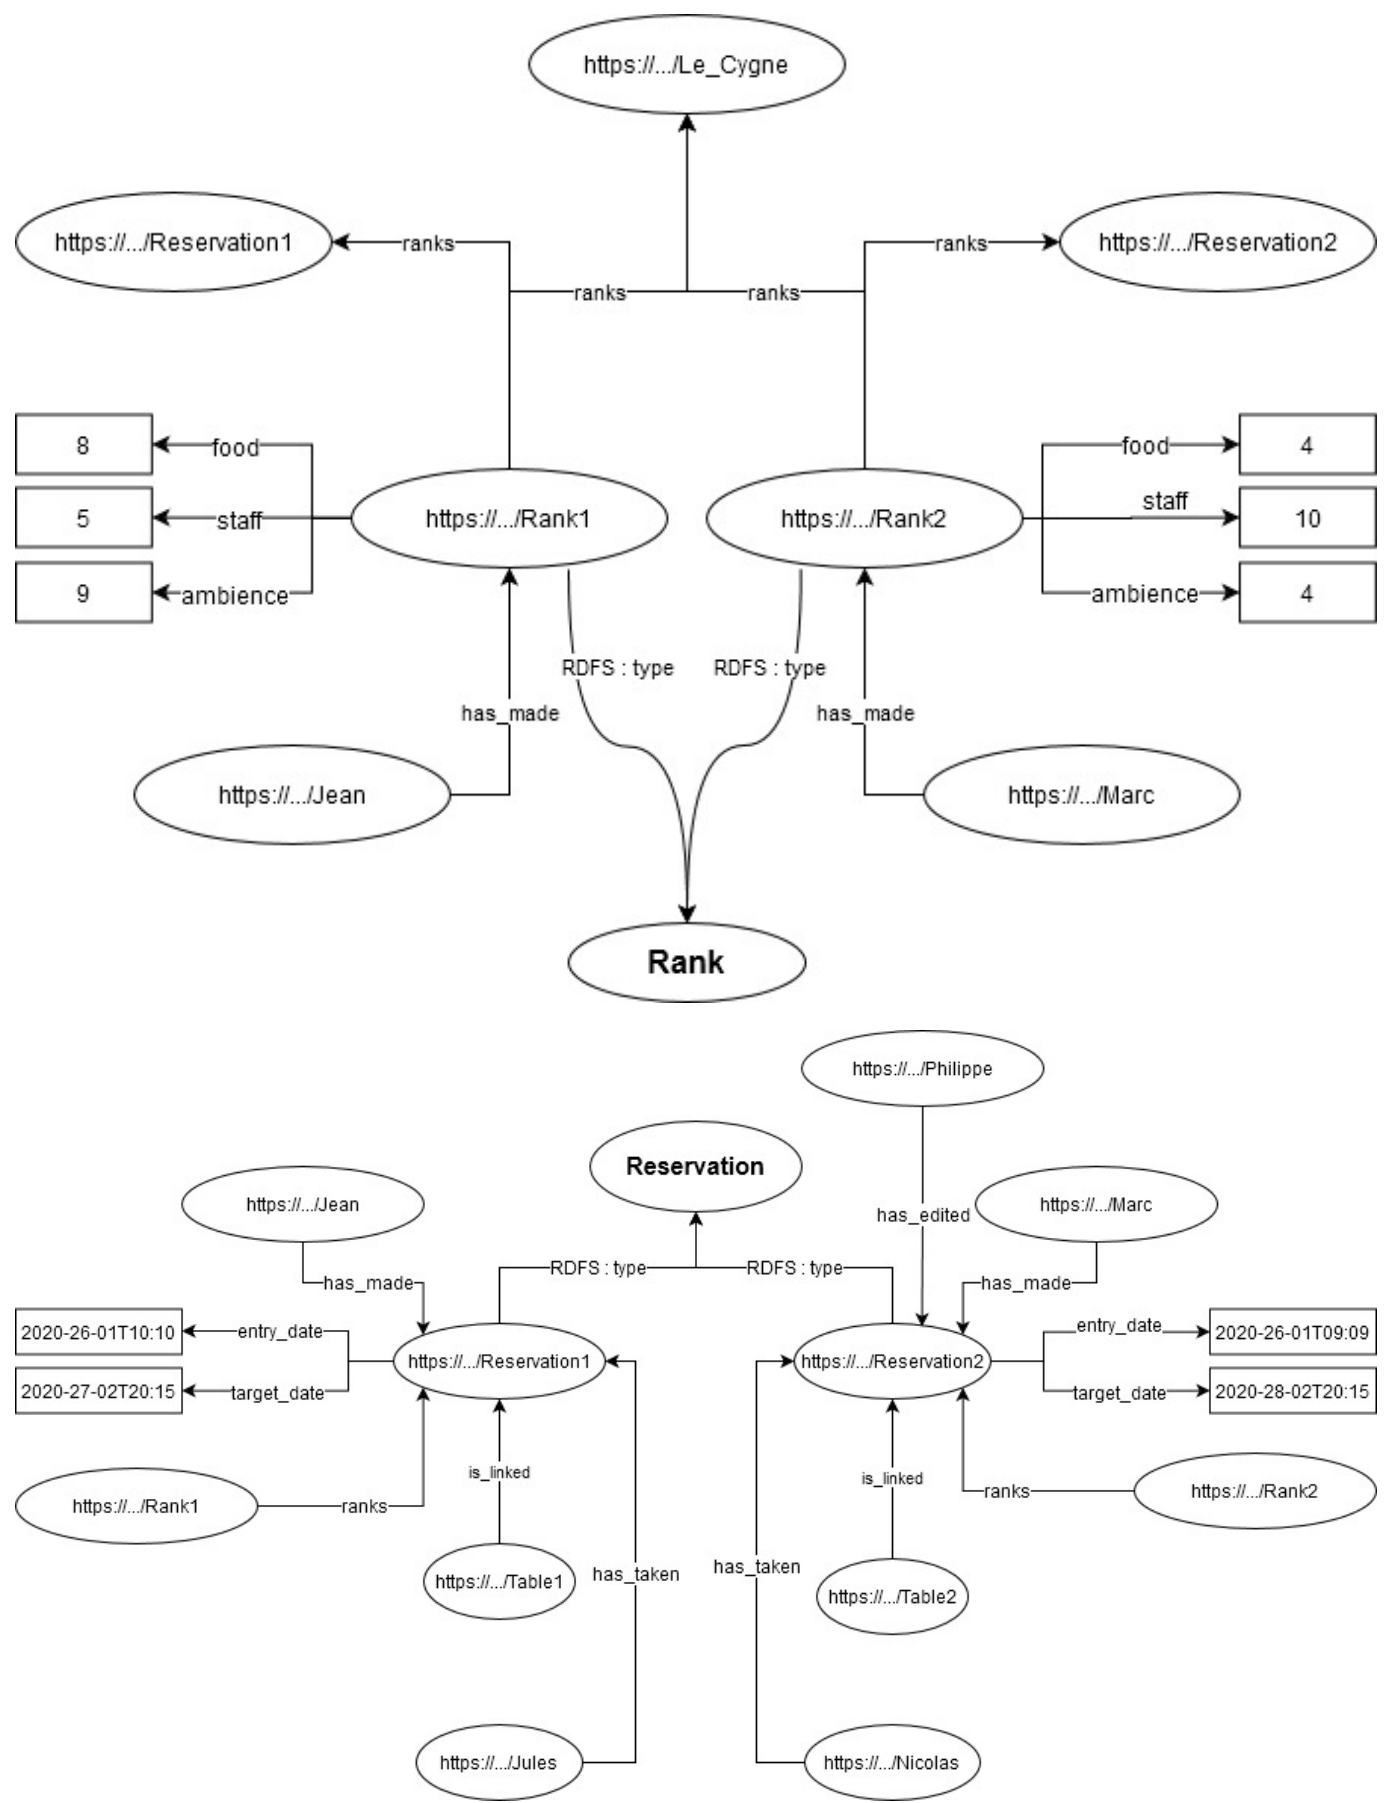 https://.../Le_Cygne
https://.../Reservation1
ranks
ranks
https://.../Reservation2
ranks
ranks
8
food
food
4
5
staff
https://.../Rank1
https://.../Rank2
staff
10
9
ambience
ambience
4
RDFS : type
RDFS : type
has_made
has_made
https://.../Jean
https://.../Marc
Rank
https://.../Philippe
Reservation
https://.../Jean
has_edited
https://.../Marc
has_made
RDFS : type
RDFS : type
has_made
2020-26-01T10:10
entry_date
entry_date
2020-26-01T09:09
https://.../Reservation1
https://.../Reservation2
2020-27-02T20:15
target_date
target_date
2020-28-02T20:15
is_linked
is_linked
https://.../Rank1
ranks
ranks
https://.../Rank2
has_taken
has_taken
https://.../Table1
https://.../Table2
https://.../Jules
https://.../Nicolas